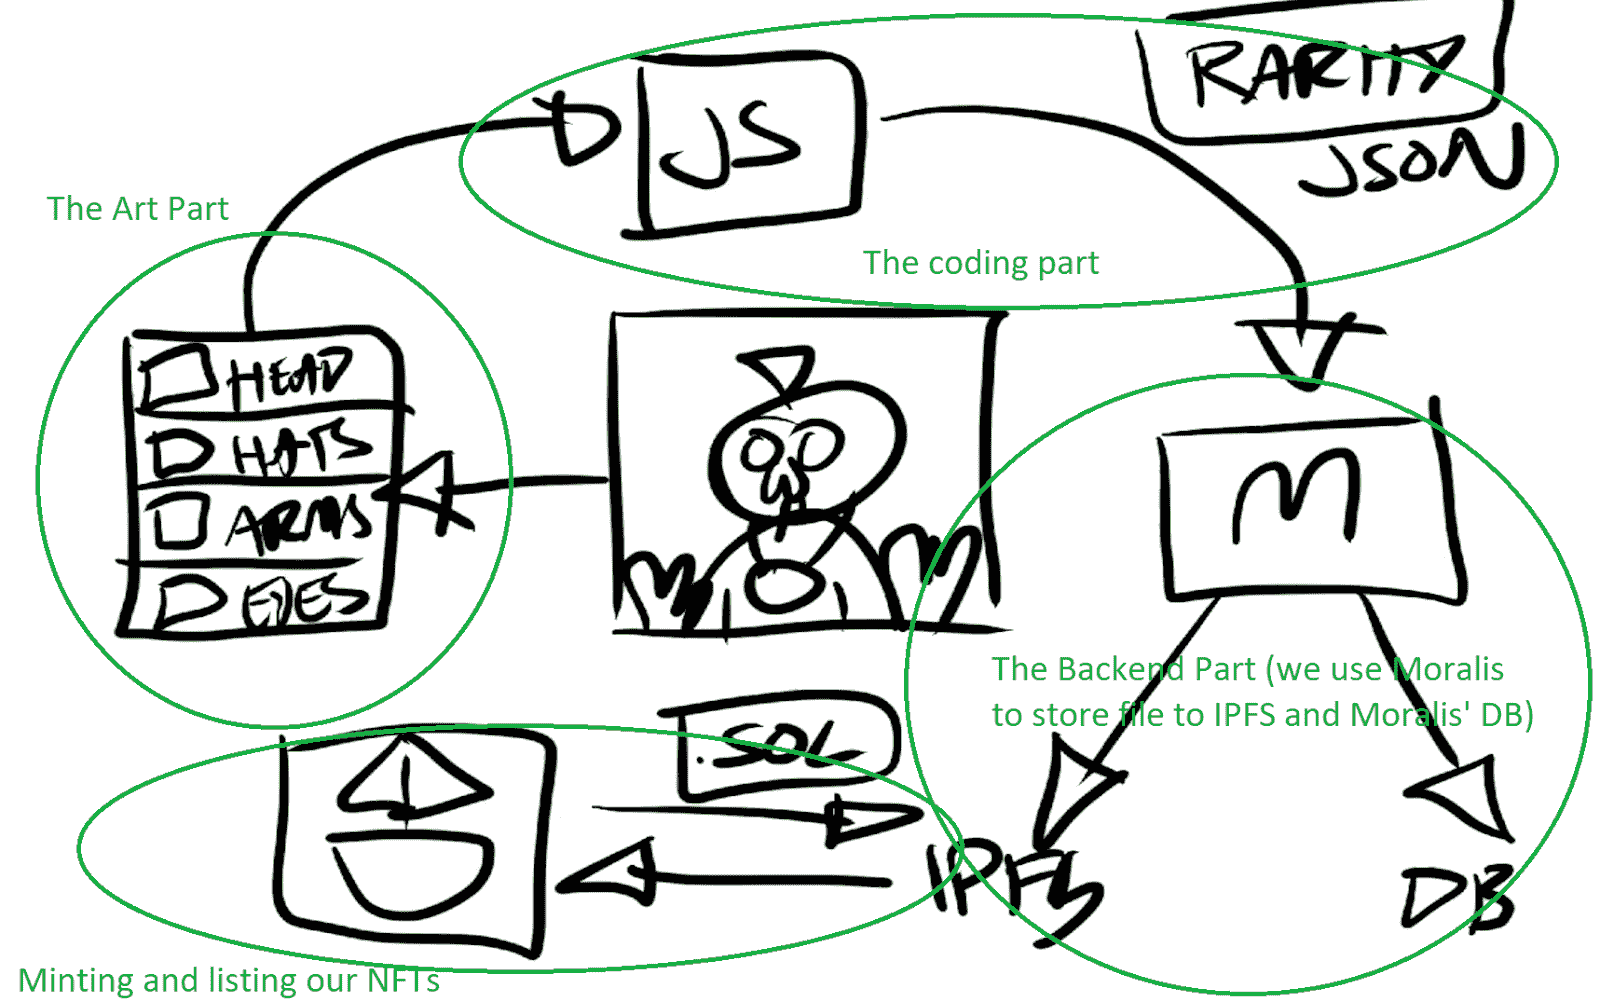 RARITY
JSON
JS
The Art Part
The coding part
HEAD
HATS
ARMS
EYES
M
The Backend Part (we use Moralis
to store file to IPFS and Moralis' DB)
.SOL
IPFS
DB
Minting and listing our NFTs